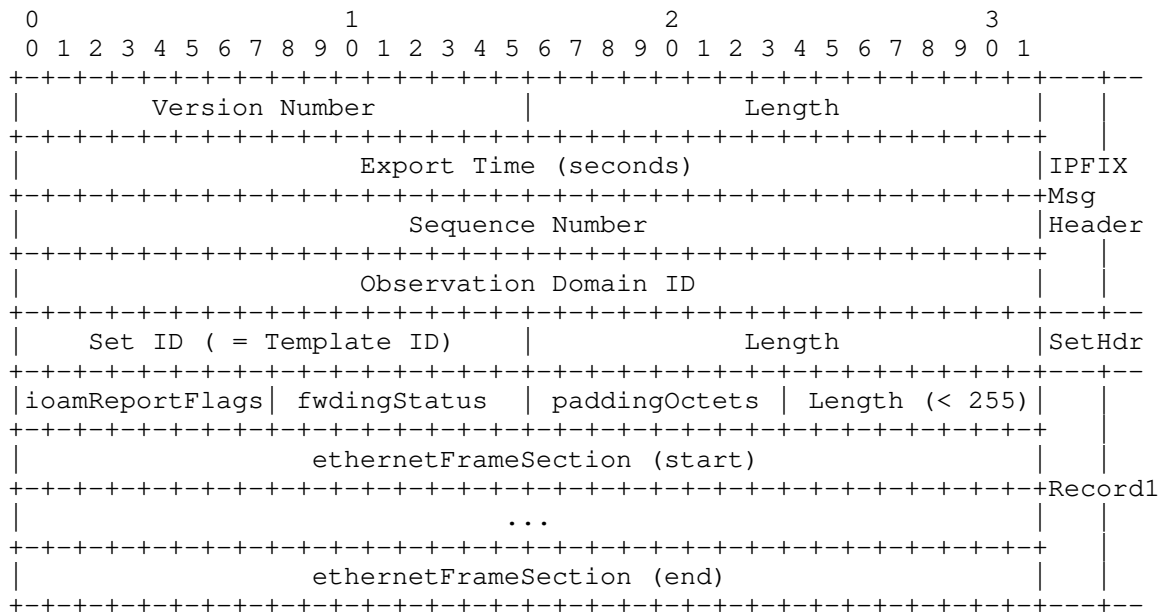 0                   1                   2                   3
 0 1 2 3 4 5 6 7 8 9 0 1 2 3 4 5 6 7 8 9 0 1 2 3 4 5 6 7 8 9 0 1
+-+-+-+-+-+-+-+-+-+-+-+-+-+-+-+-+-+-+-+-+-+-+-+-+-+-+-+-+-+-+-+-+---+--
|        Version Number         |             Length            |   |
+-+-+-+-+-+-+-+-+-+-+-+-+-+-+-+-+-+-+-+-+-+-+-+-+-+-+-+-+-+-+-+-+   |
|                     Export Time (seconds)                     |IPFIX
+-+-+-+-+-+-+-+-+-+-+-+-+-+-+-+-+-+-+-+-+-+-+-+-+-+-+-+-+-+-+-+-+Msg
|                        Sequence Number                        |Header
+-+-+-+-+-+-+-+-+-+-+-+-+-+-+-+-+-+-+-+-+-+-+-+-+-+-+-+-+-+-+-+-+   |
|                     Observation Domain ID                     |   |
+-+-+-+-+-+-+-+-+-+-+-+-+-+-+-+-+-+-+-+-+-+-+-+-+-+-+-+-+-+-+-+-+---+--
|    Set ID ( = Template ID)    |             Length            |SetHdr
+-+-+-+-+-+-+-+-+-+-+-+-+-+-+-+-+-+-+-+-+-+-+-+-+-+-+-+-+-+-+-+-+---+--
|ioamReportFlags| fwdingStatus  | paddingOctets | Length (< 255)|   |
+-+-+-+-+-+-+-+-+-+-+-+-+-+-+-+-+-+-+-+-+-+-+-+-+-+-+-+-+-+-+-+-+   |
|                  ethernetFrameSection (start)                 |   |
+-+-+-+-+-+-+-+-+-+-+-+-+-+-+-+-+-+-+-+-+-+-+-+-+-+-+-+-+-+-+-+-+Record1
|                              ...                              |   |
+-+-+-+-+-+-+-+-+-+-+-+-+-+-+-+-+-+-+-+-+-+-+-+-+-+-+-+-+-+-+-+-+   |
|                  ethernetFrameSection (end)                   |   |
+-+-+-+-+-+-+-+-+-+-+-+-+-+-+-+-+-+-+-+-+-+-+-+-+-+-+-+-+-+-+-+-+---+--